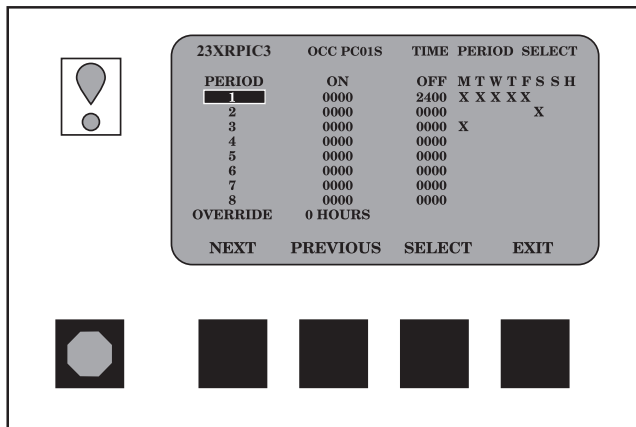 23XRPIC3 OCC PC01S TIME PERIOD SELECT
PERIOD ON OFF M T W T F S S H
1 0000 2400 X X X X X
2 0000 0000 X
3 0000 0000 X
4 0000 0000
5 0000 0000
6 0000 0000
7 0000 0000
8 0000 0000
OVERRIDE 0 HOURS
NEXT PREVIOUS SELECT EXIT